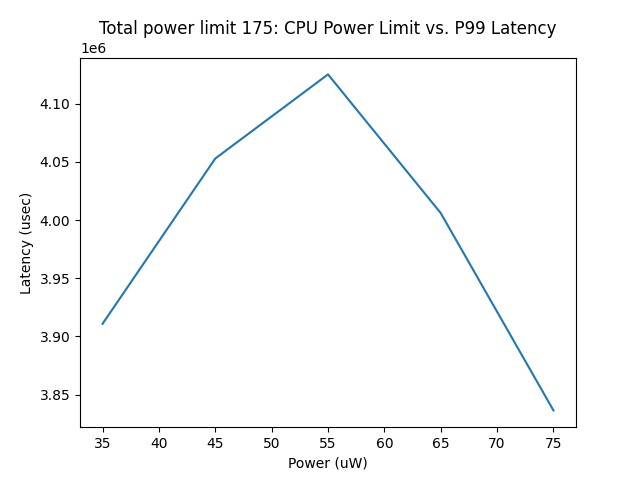 Total power limit 175: CPU Power Limit vs. P99 Latency
1e6
4.10
4.05
4.00
3.95
3.90
3.85
Latency (usec)
35 40 45 50 55 60 65 70 75
Power (uW)